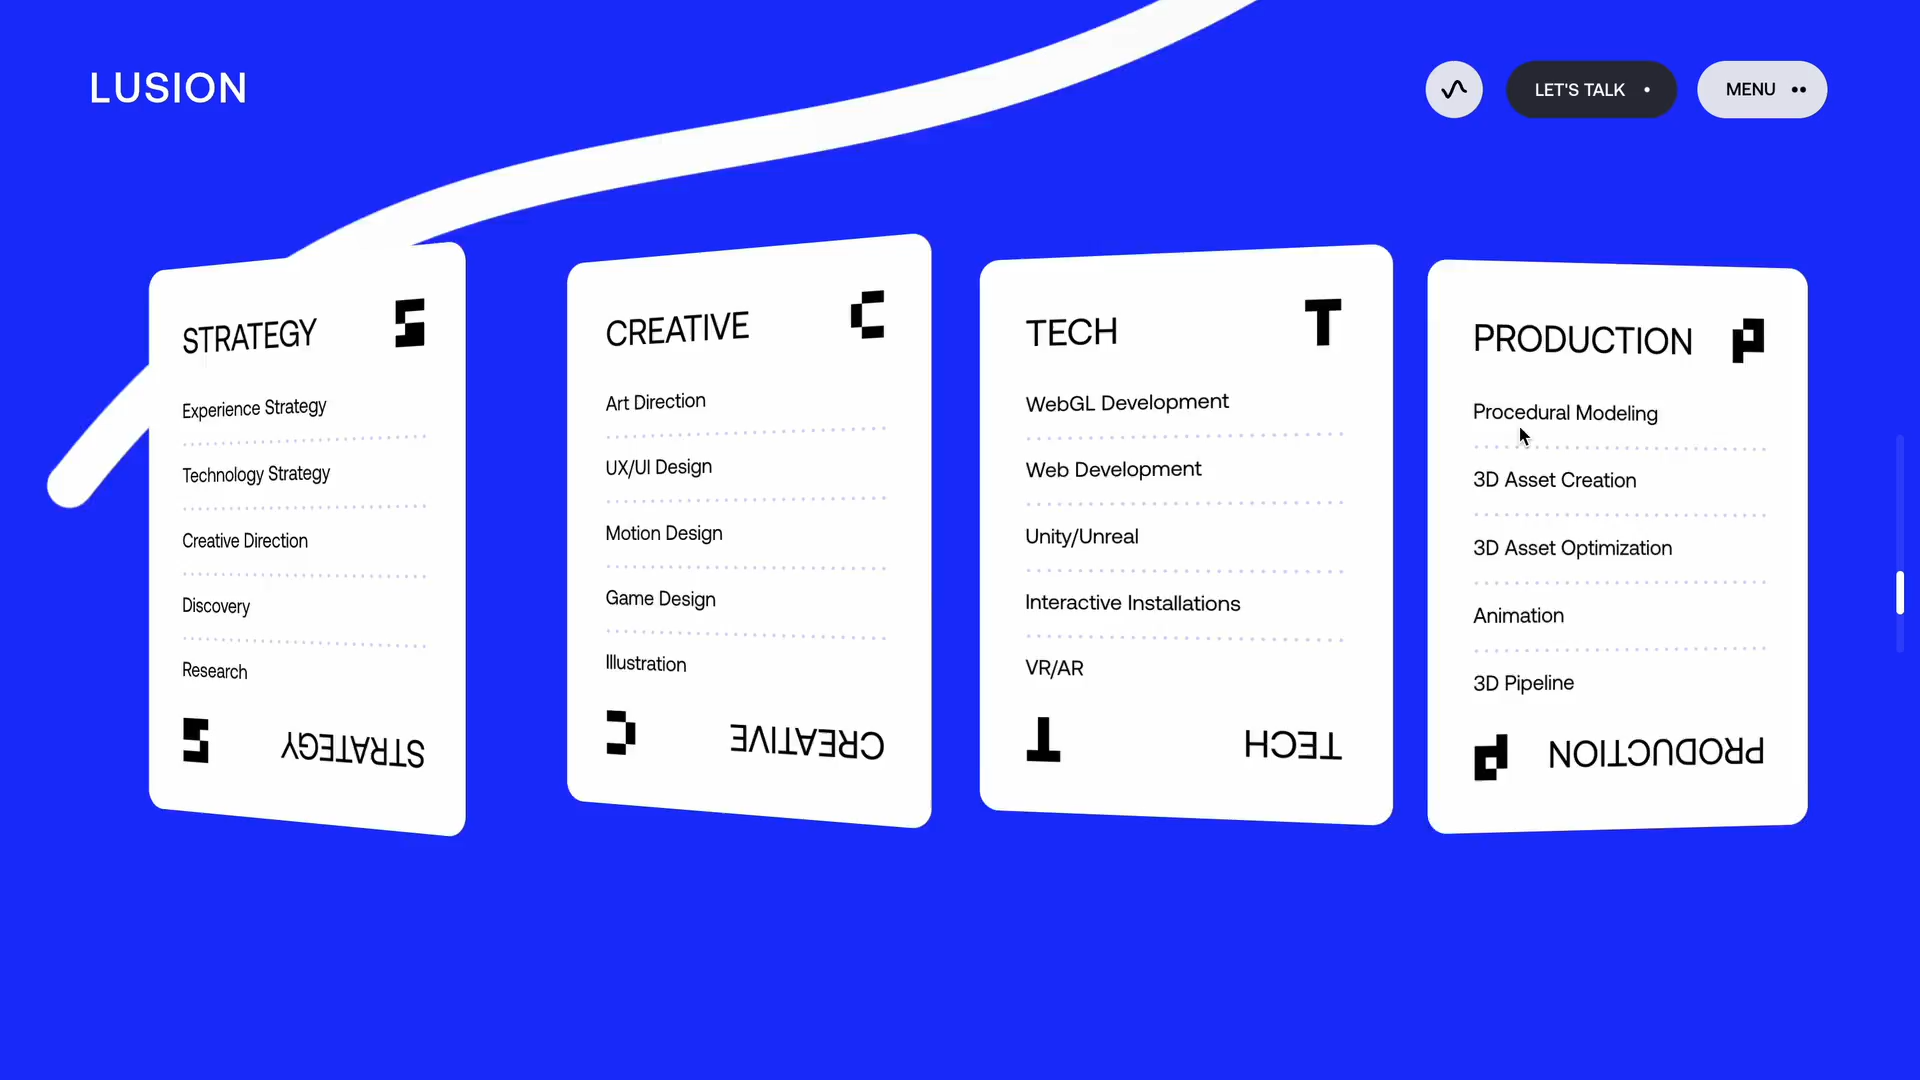 LUSION
LET'S TALK
MENU
STRATEGY S
Experience Strategy
Technology Strategy
Creative Direction
Discovery
Research
S STRATEGY
CREATIVE C
Art Direction
UX/UI Design
Motion Design
Game Design
Illustration
C CREATIVE
TECH T
WebGL Development
Web Development
Unity/Unreal
Interactive Installations
VR/AR
T TECH
PRODUCTION P
Procedural Modeling
3D Asset Creation
3D Asset Optimization
Animation
3D Pipeline
P PRODUCTION